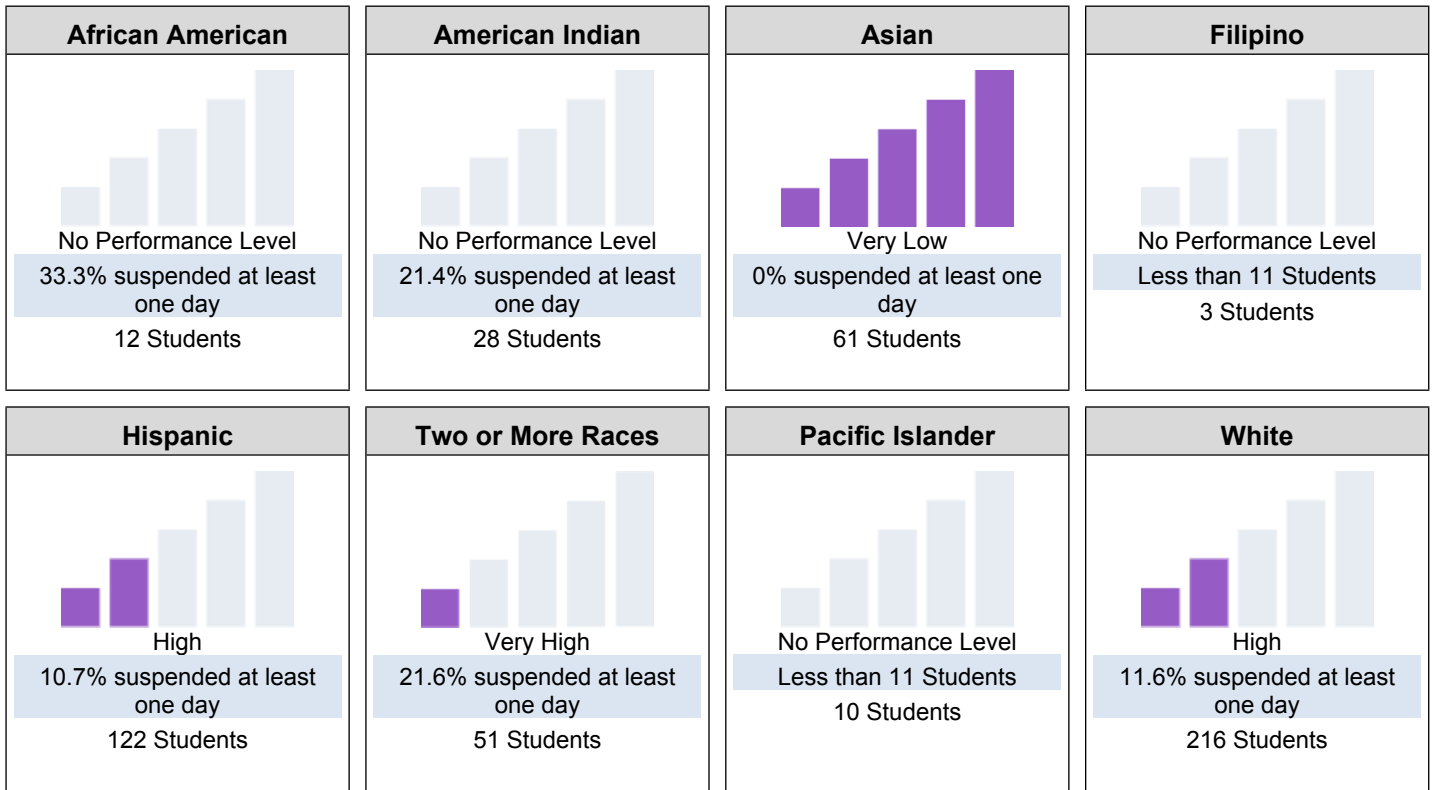 African American
No Performance Level
33.3% suspended at least
one day
12 Students
American Indian
No Performance Level
21.4% suspended at least
one day
28 Students
Asian
Very Low
0% suspended at least one
day
61 Students
Filipino
No Performance Level
Less than 11 Students
3 Students
Hispanic
High
10.7% suspended at least
one day
122 Students
Two or More Races
Very High
21.6% suspended at least
one day
51 Students
Pacific Islander
No Performance Level
Less than 11 Students
10 Students
White
High
11.6% suspended at least
one day
216 Students